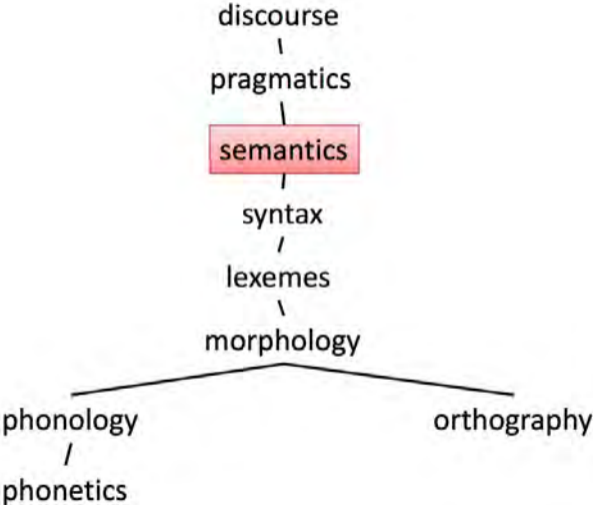 discourse
pragmatics
semantics
syntax
lexemes
morphology
phonology orthography
phonetics